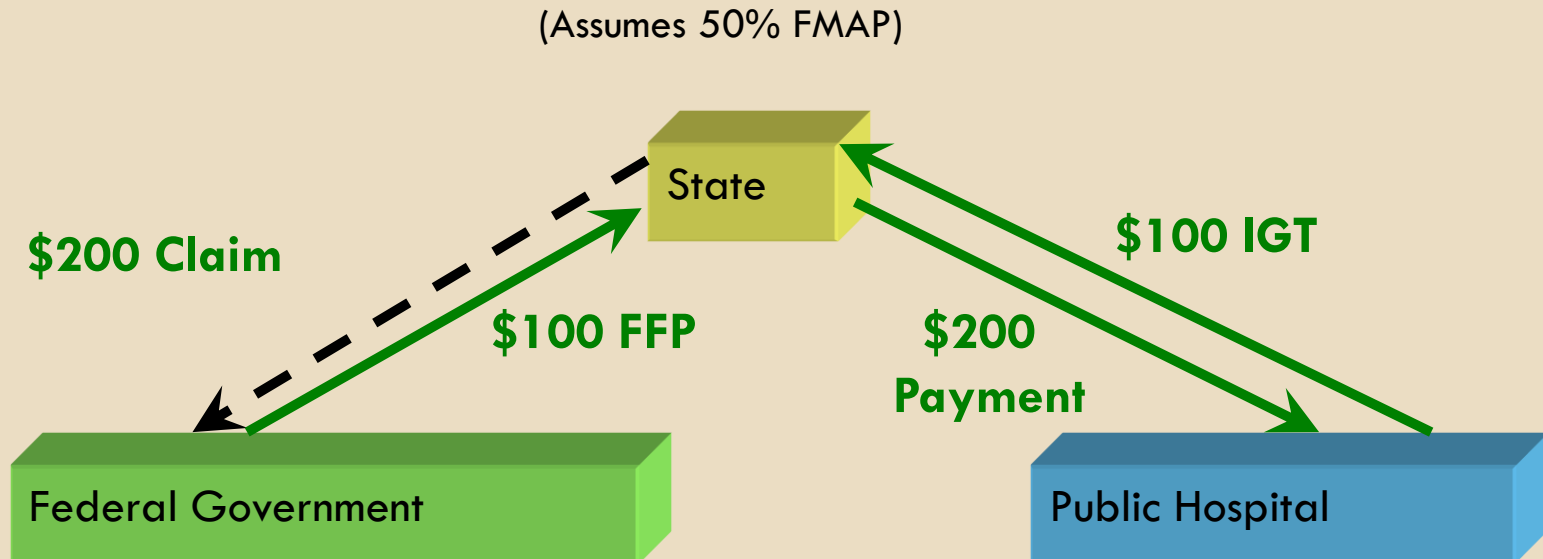 (Assumes 50% FMAP)
State
$200 Claim
$100 IGT
$100 FFP
$200
Payment
Federal Government
Public Hospital